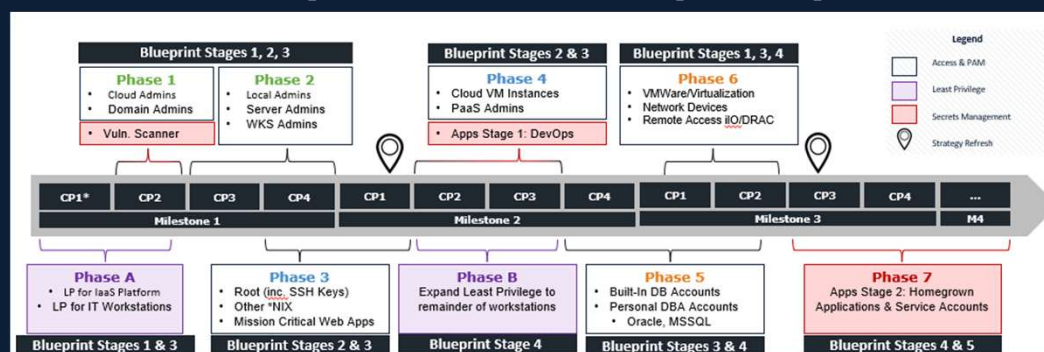 Blueprint Stages 1, 2, 3
Phase 1
• Cloud Admins
• Domain Admins
• Vuln. Scanner
Phase 2
• Local Admins
• Server Admins
• WKS Admins
Blueprint Stages 2 & 3
Phase 4
• Cloud VM Instances
• PaaS Admins
• Apps Stage 1: DevOps
Blueprint Stages 1, 3, 4
Phase 6
• VMWare/Virtualization
• Network Devices
• Remote Access ilO/DRAC
Legend
Access & PAM
Least Privilege
Secrets Management
Strategy Refresh
CP1* CP2 CP3 CP4 CP1 CP2 CP3 CP4 CP1 CP2 CP3 CP4 ...
Milestone 1 Milestone 2 Milestone 3 M4
Phase A
• LP for IaaS Platform
• LP for IT Workstations
Blueprint Stages 1 & 3
Phase 3
• Root (inc. SSH Keys)
• Other *NIX
• Mission Critical Web Apps
Blueprint Stages 2 & 3
Phase B
Expand Least Privilege to
remainder of workstations
Blueprint Stage 4
Phase 5
• Built-In DB Accounts
• Personal DBA Accounts
• Oracle, MSSQL
Blueprint Stages 3 & 4
Phase 7
Apps Stage 2: Homegrown
Applications & Service Accounts
Blueprint Stages 4 & 5